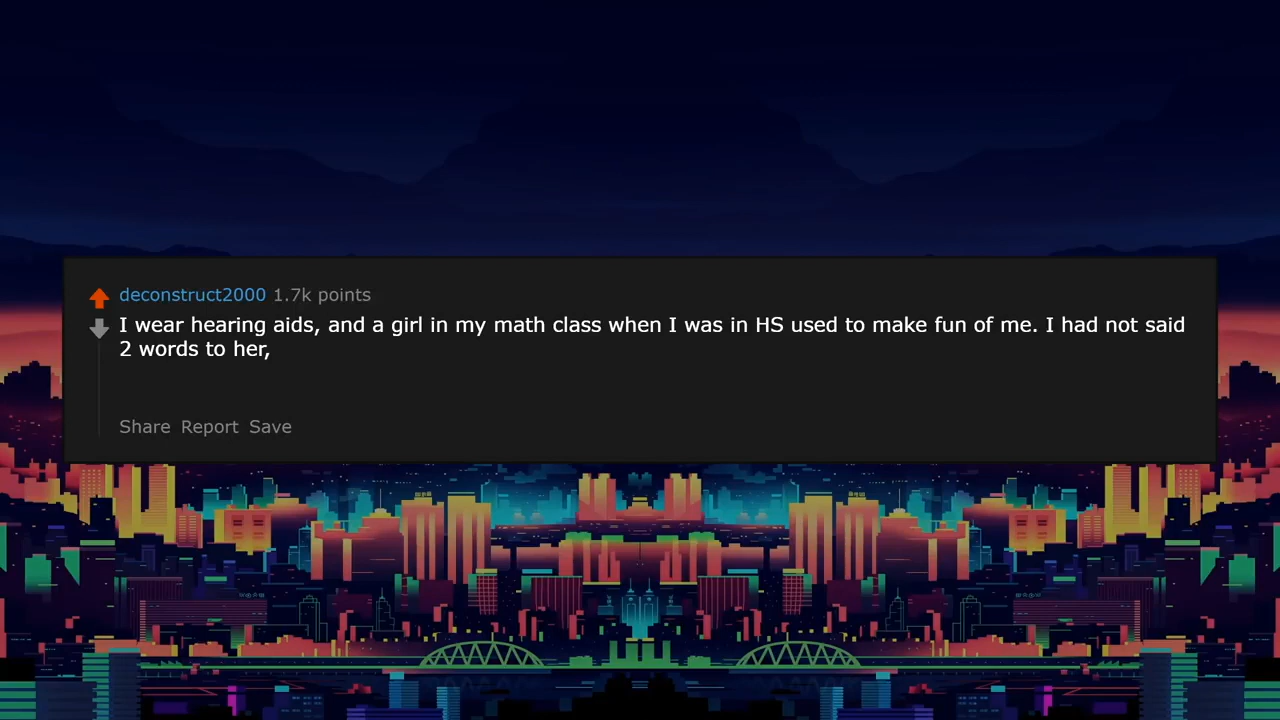 deconstruct2000 1.7k points
I wear hearing aids, and a girl in my math class when I was in HS used to make fun of me. I had not said
2 words to her,
Share Report Save